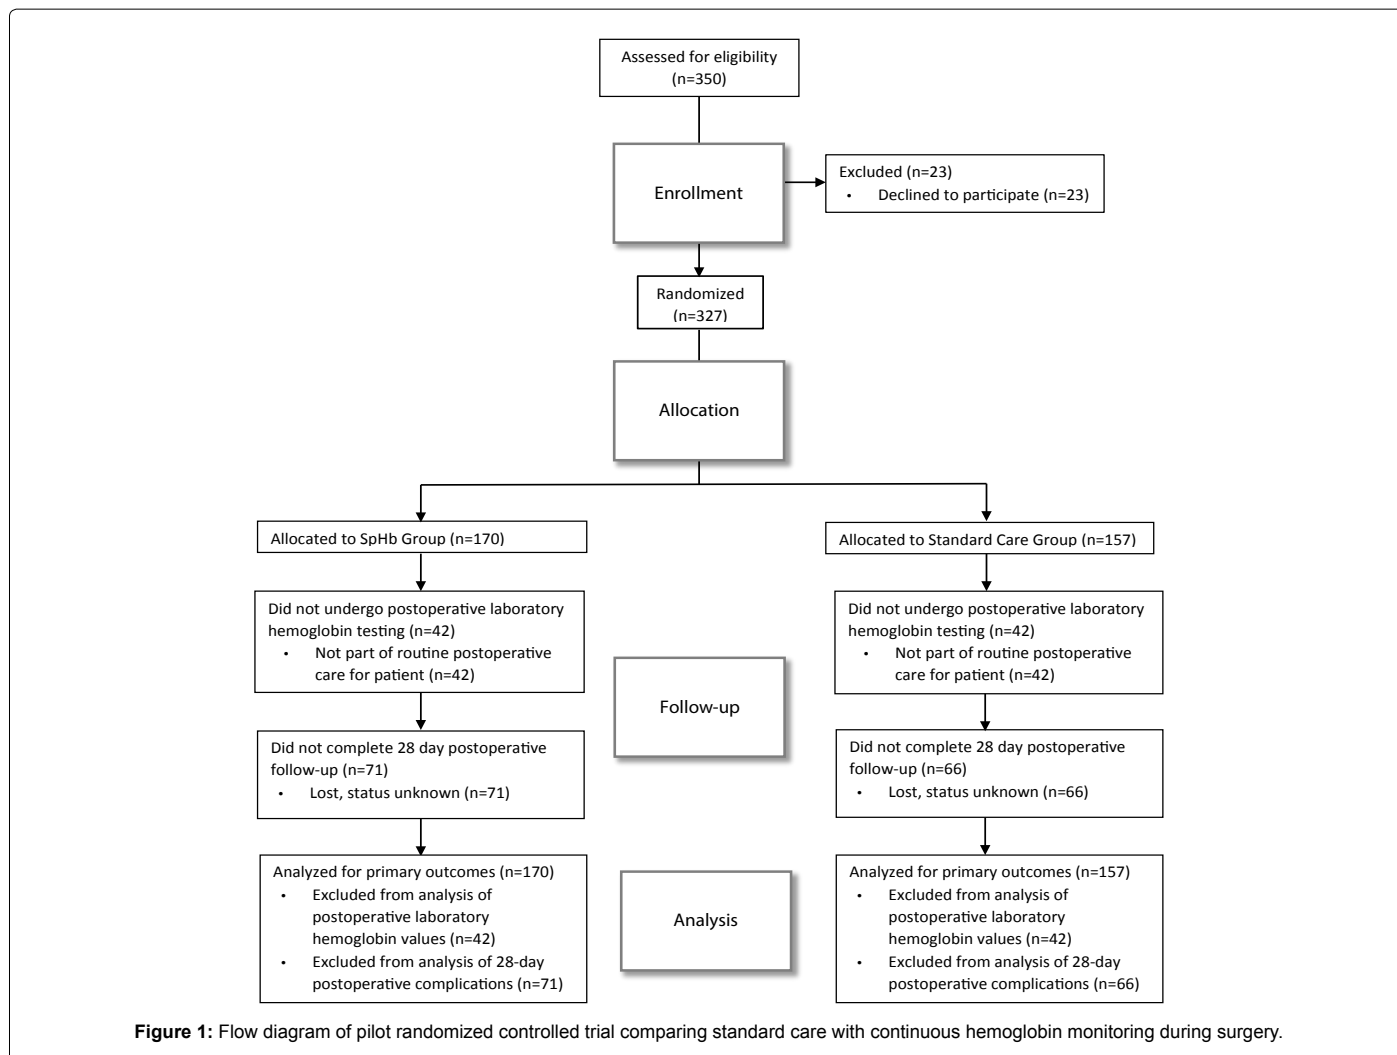 Assessed for eligibility
(n=350)
Enrollment
Excluded (n=23)
• Declined to participate (n=23)
Randomized
(n=327)
Allocation
Allocated to SpHb Group (n=170)
Allocated to Standard Care Group (n=157)
Did not undergo postoperative laboratory
hemoglobin testing (n=42)
• Not part of routine postoperative
care for patient (n=42)
Did not undergo postoperative laboratory
hemoglobin testing (n=42)
• Not part of routine postoperative
care for patient (n=42)
Follow-up
Did not complete 28 day postoperative
follow-up (n=71)
• Lost, status unknown (n=71)
Did not complete 28 day postoperative
follow-up (n=66)
• Lost, status unknown (n=66)
Analyzed for primary outcomes (n=170)
• Excluded from analysis of
postoperative laboratory
hemoglobin values (n=42)
• Excluded from analysis of 28-day
postoperative complications (n=71)
Analysis
Analyzed for primary outcomes (n=157)
• Excluded from analysis of
postoperative laboratory
hemoglobin values (n=42)
• Excluded from analysis of 28-day
postoperative complications (n=66)
Figure 1: Flow diagram of pilot randomized controlled trial comparing standard care with continuous hemoglobin monitoring during surgery.